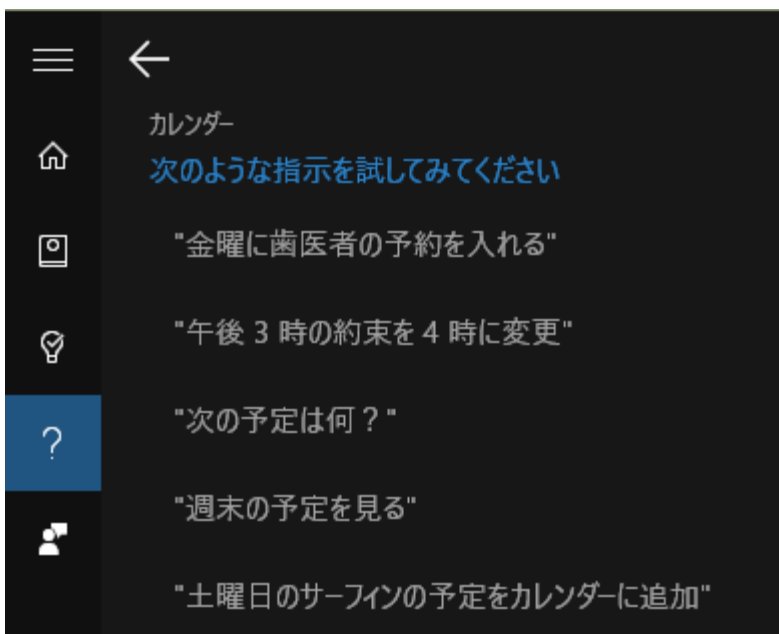 カレンダー
次のような指示を試してみてください
"金曜に歯医者の予約を入れる"
"午後 3 時の約束を 4 時に変更"
"次の予定は何？"
"週末の予定を見る"
"土曜日のサーフィンの予定をカレンダーに追加"